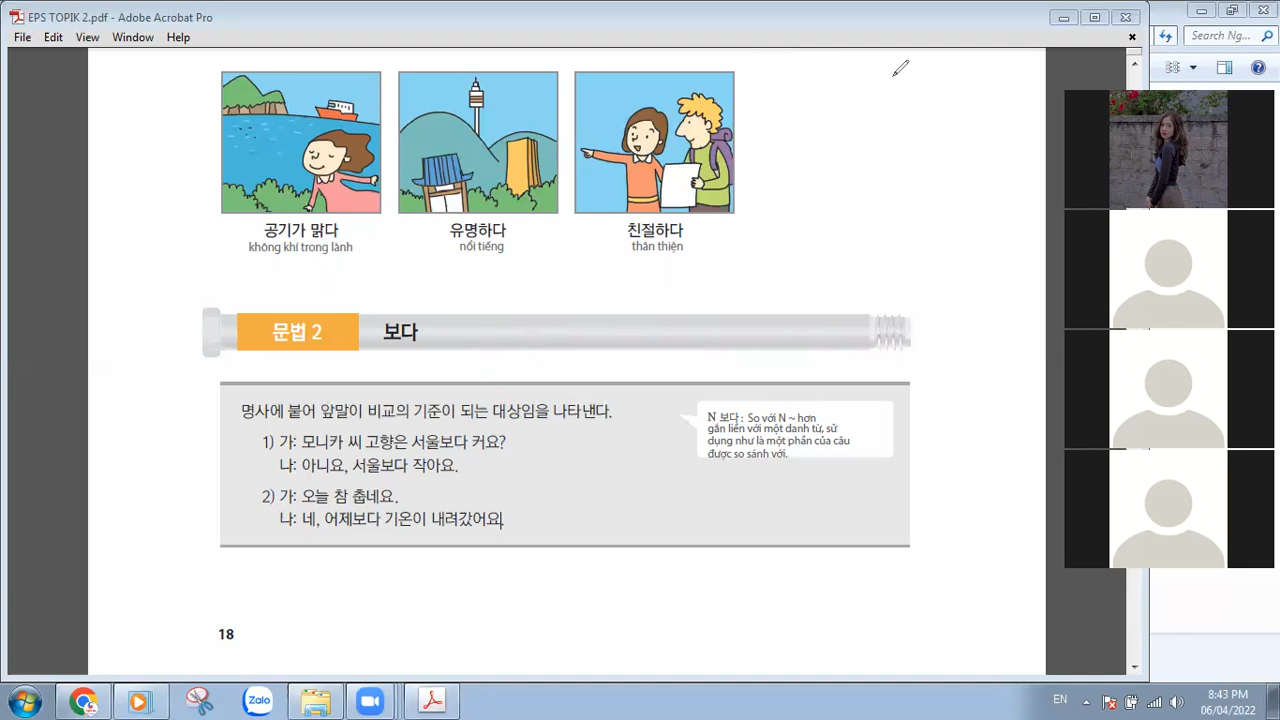 EPS TOPIK 2.pdf - Adobe Acrobat Pro
File Edit View Window Help
Search Ng...
공기가 맑다
không khí trong lành
유명하다
nổi tiếng
친절하다
thân thiện
문법 2 보다
명사에 붙어 앞말이 비교의 기준이 되는 대상임을 나타낸다.
1) 가: 모니카 씨 고향은 서울보다 커요?
나: 아니요, 서울보다 작아요.
2) 가: 오늘 참 춥네요.
나: 네, 어제보다 기온이 내려갔어요.
N 보다 : So với N ~ hơn
gắn liền với một danh từ, sử
dụng như là một phần của câu
được so sánh với.
18
Zalo
EN
8:43 PM
06/04/2022